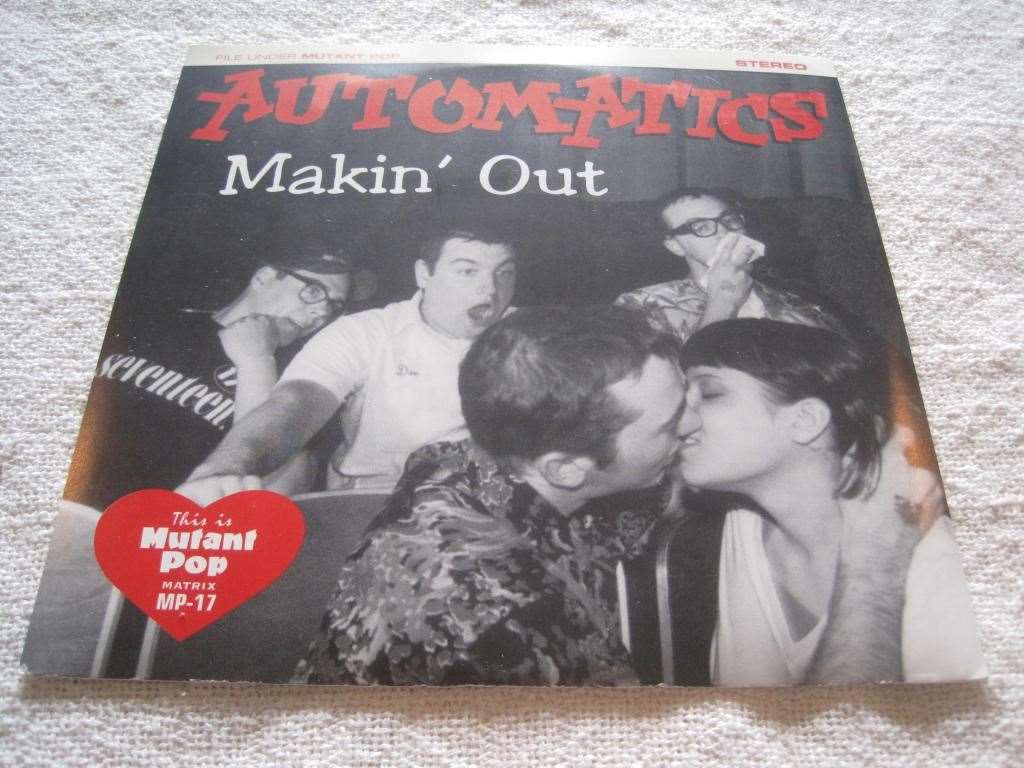 FILE UNDER MUTANT POP
STEREO
AUTOMATICS
Makin' Out
seventeen
This is
Mutant
Pop
MATRIX
MP-17